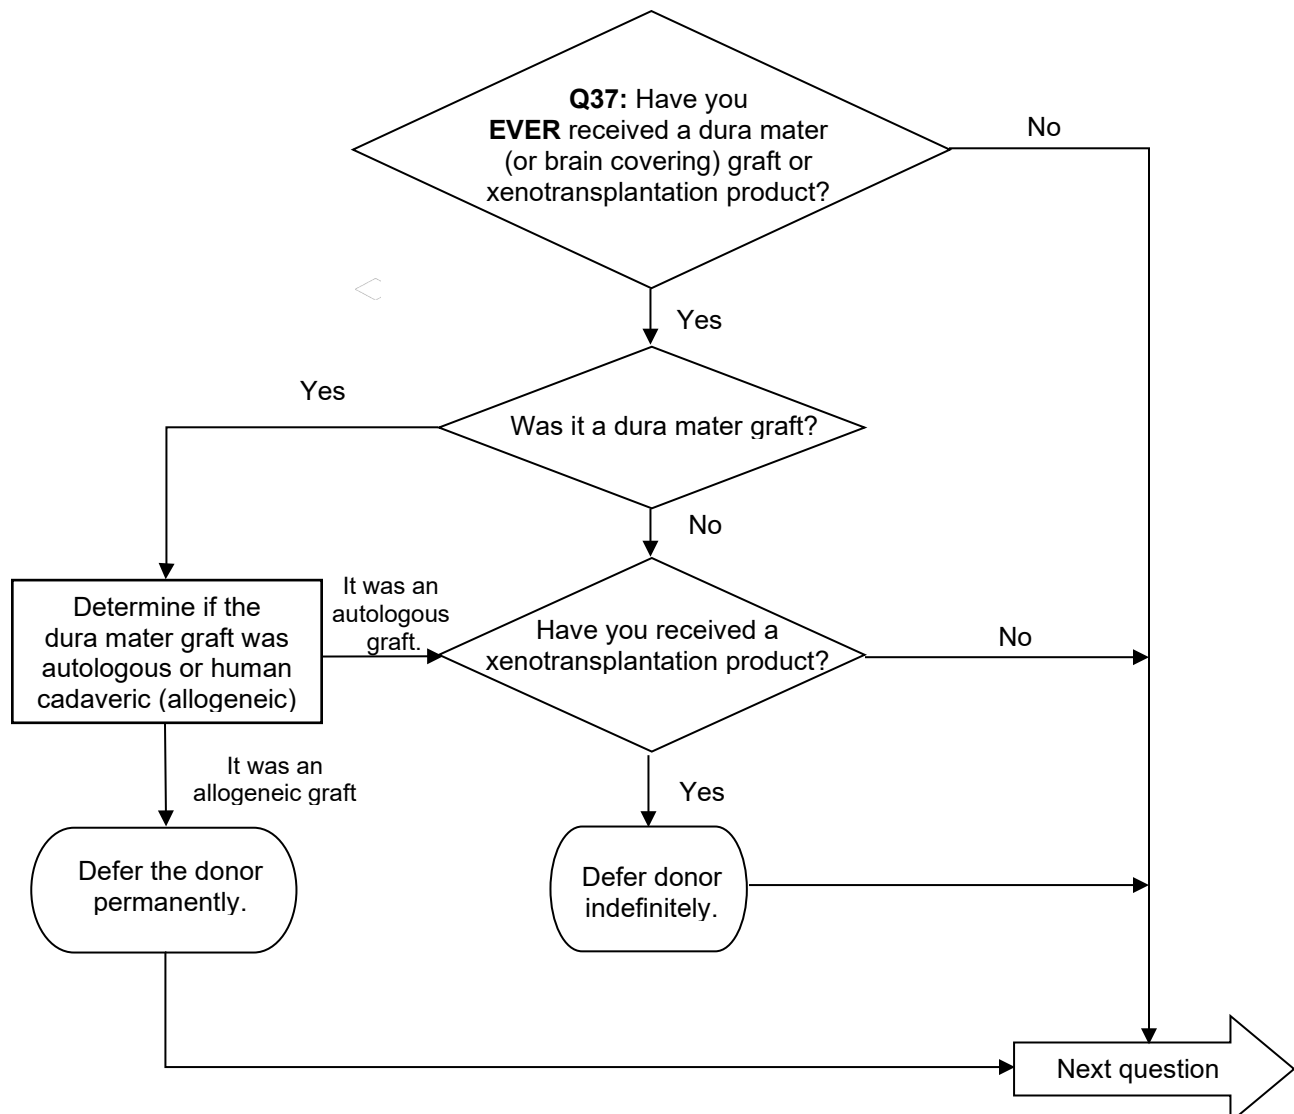 Q37: Have you
EVER received a dura mater
(or brain covering) graft or
xenotransplantation product?
No
Yes
Yes
Was it a dura mater graft?
No
Determine if the
dura mater graft was
autologous or human
cadaveric (allogeneic)
It was an
autologous
graft.
Have you received a
xenotransplantation product?
No
It was an
allogeneic graft
Yes
Defer the donor
permanently.
Defer donor
indefinitely.
Next question